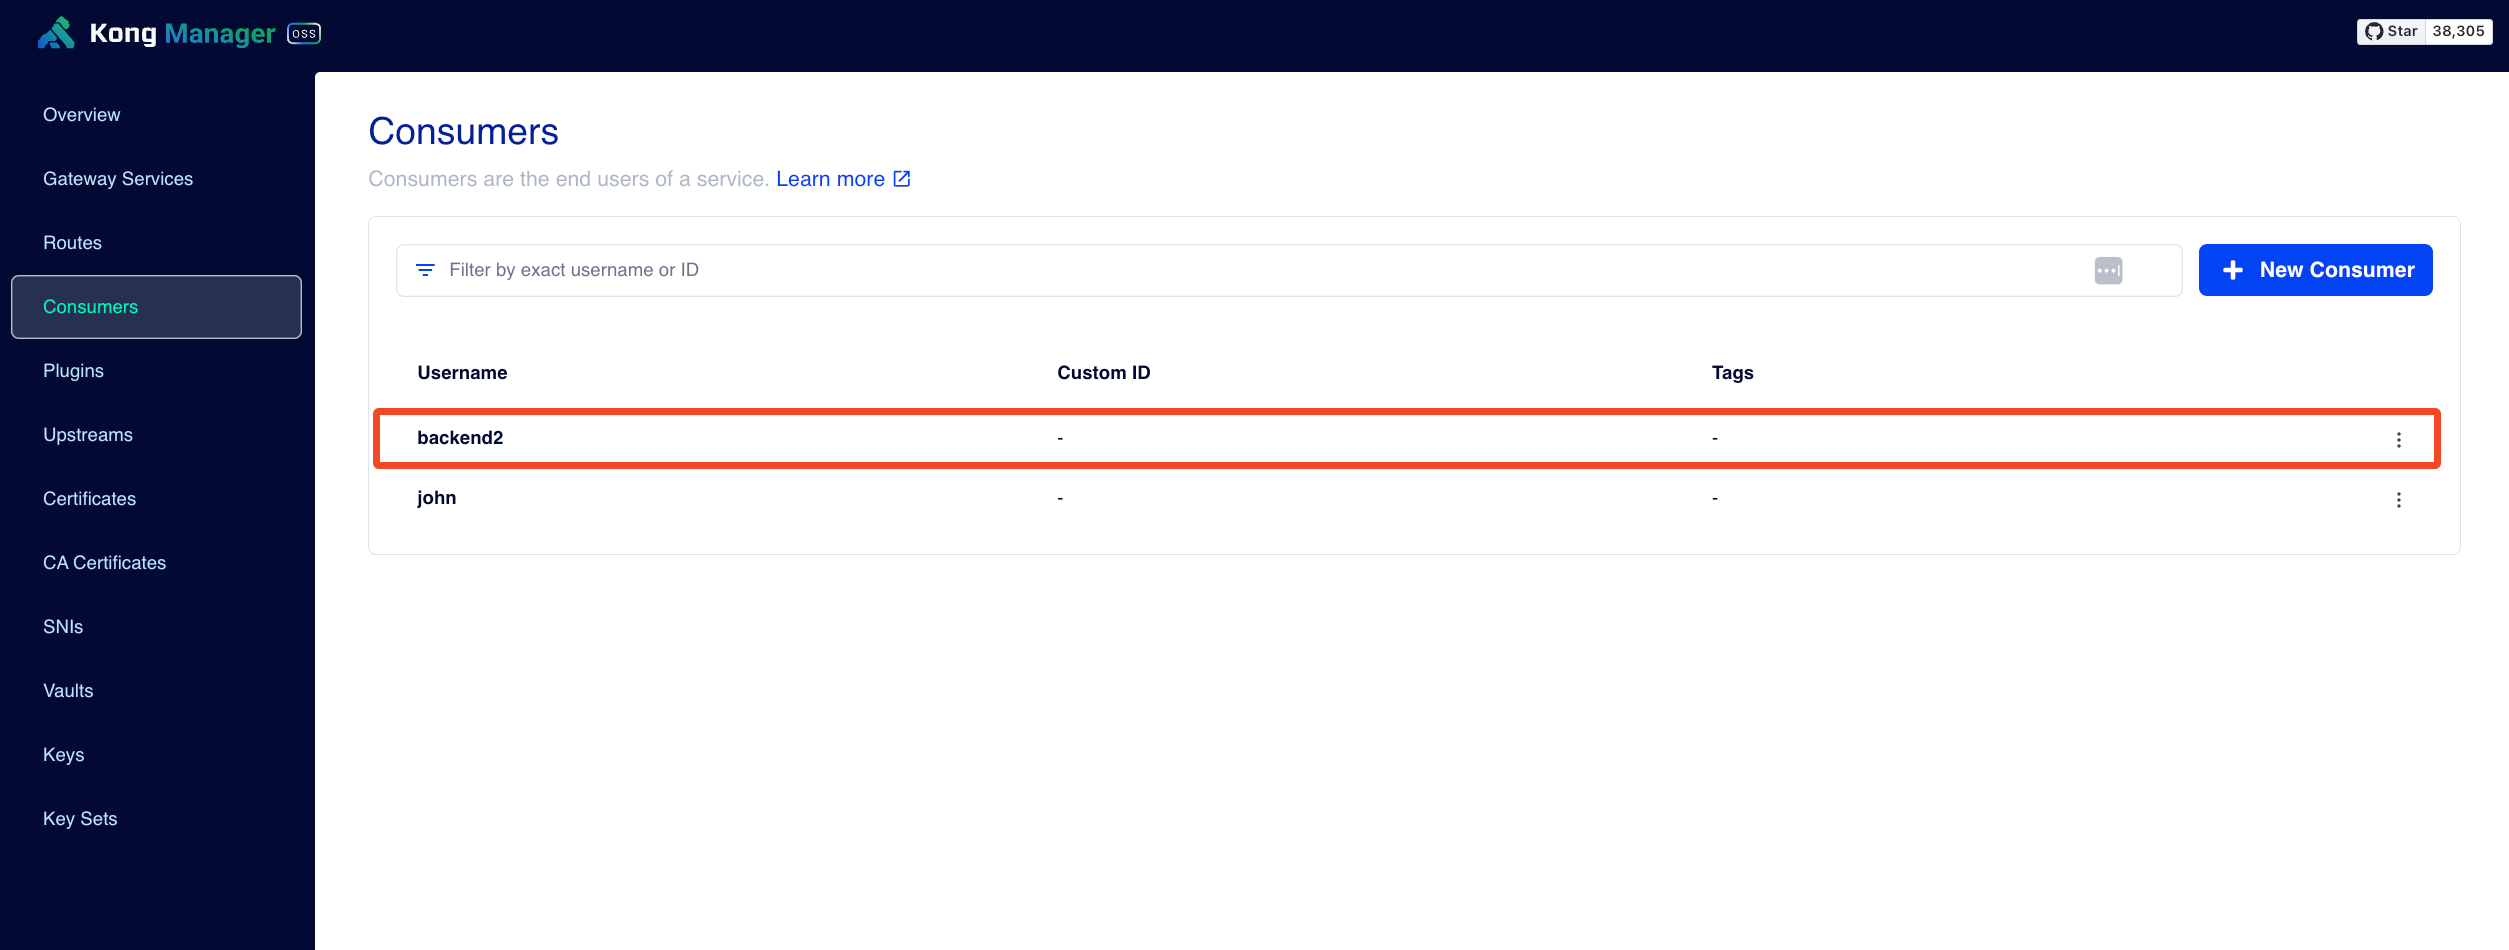 Kong Manager OSS
Star 38,305
Overview
Gateway Services
Routes
Consumers
Plugins
Upstreams
Certificates
CA Certificates
SNIs
Vaults
Keys
Key Sets
Consumers
Consumers are the end users of a service. Learn more
Filter by exact username or ID
New Consumer
Username Custom ID Tags
backend2 - -
john - -